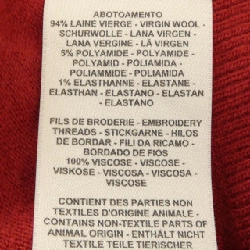 ABOTOAMENTO
94% LAINE VIERGE - VIRGIN WOOL -
SCHURWOLLE - LANA VIRGEN -
LANA VERGINE - LÃ VIRGEN
5% POLYAMIDE - POLYAMIDE -
POLYAMID - POLIAMIDA -
POLIAMMIDE - POLIAMIDA
1% ELASTHANNE - ELASTANE -
ELASTHAN - ELASTANO - ELASTAN -
ELASTANO
FILS DE BRODERIE - EMBROIDERY
THREADS - STICKGARNE - HILOS
DE BORDAR - FILI DA RICAMO -
BORDADO DE FIOS
100% VISCOSE - VISCOSE -
VISKOSE - VISCOSA - VISCOSA -
VISCOSE
CONTIENT DES PARTIES NON
TEXTILES D'ORIGINE ANIMALE -
CONTAINS NON-TEXTILE PARTS OF
ANIMAL ORIGIN - ENTHÄLT NICHT
TEXTILE TEILE TIERISCHER